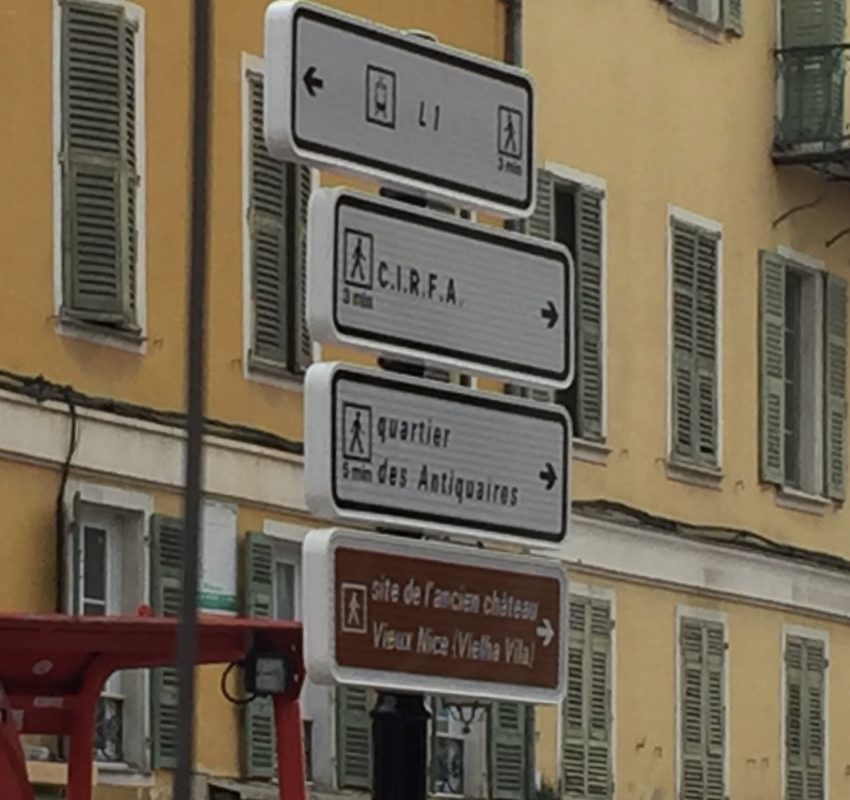 L1
3 min
C.I.R.F.A.
3 min
quartier
5 min des Antiquaires
site de l'ancien château
Vieux Nice (Vielha Vila)